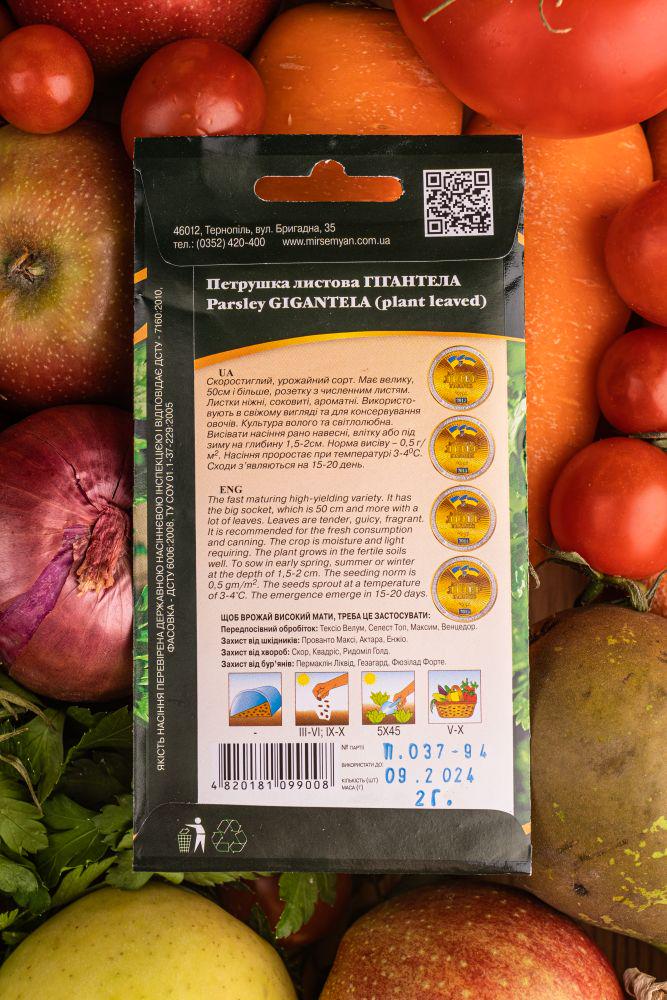 46012, Тернопіль, вул. Бригадна, 35
тел.: (0352) 420-400 www.mirsemyan.com.ua
Петрушка листова ГІГАНТЕЛА
Parsley GIGANTELA (plant leaved)
UA
Скоростиглий, урожайний сорт. Має велику,
50см і більше, розетку з численним листям.
Листки ніжні, соковиті, ароматні. Використо-
вують в свіжому вигляді та для консервування
овочів. Культура волого та світлолюбна.
Висівати насіння рано навесні, влітку або під
зиму на глибину 1,5-2см. Норма висіву – 0,5 г/
м². Насіння проростає при температурі 3-4⁰С.
Сходи з'являються на 15-20 день.
ENG
The fast maturing high-yielding variety. It has
the big socket, which is 50 cm and more with a
lot of leaves. Leaves are tender, guicy, fragrant.
It is recommended for the fresh consumption
and canning. The crop is moisture and light
requiring. The plant grows in the fertile soils
well. To sow in early spring, summer or winter
at the depth of 1,5-2 cm. The seeding norm is
0,5 gm/m². The seeds sprout at a temperature
of 3-4'C. The emergence emerge in 15-20 days.
ЩОБ ВРОЖАЙ ВИСОКИЙ МАТИ, ТРЕБА ЦЕ ЗАСТОСУВАТИ:
Передпосівний обробіток: Тексіо Велум, Селест Топ, Максим, Венцедор.
Захист від шкідників: Прованто Максі, Актара, Енжіо.
Захист від хвороб: Скор, Квадріс, Ридоміл Голд.
Захист від бур'янів: Пермаклін Ліквід, Гезагард, Фюзілад Форте.
- III-VI; IX-X 5X45 V-X
4 820181 099008
№ ПАРТІЇ П.037-94
ВИКОРИСТАТИ ДО: 09.2024
КІЛЬКІСТЬ (ШТ)
МАСА (Г) 2Г.
ЯКІСТЬ НАСІННЯ ПЕРЕВІРЕНА ДЕРЖАВНОЮ НАСІННЄВОЮ ІНСПЕКЦІЄЮ І ВІДПОВІДАЄ ДСТУ - 7160:2010,
ФАСОВКА - ДСТУ 6006:2008, ТУ СОУ 01.1-37-229:2005